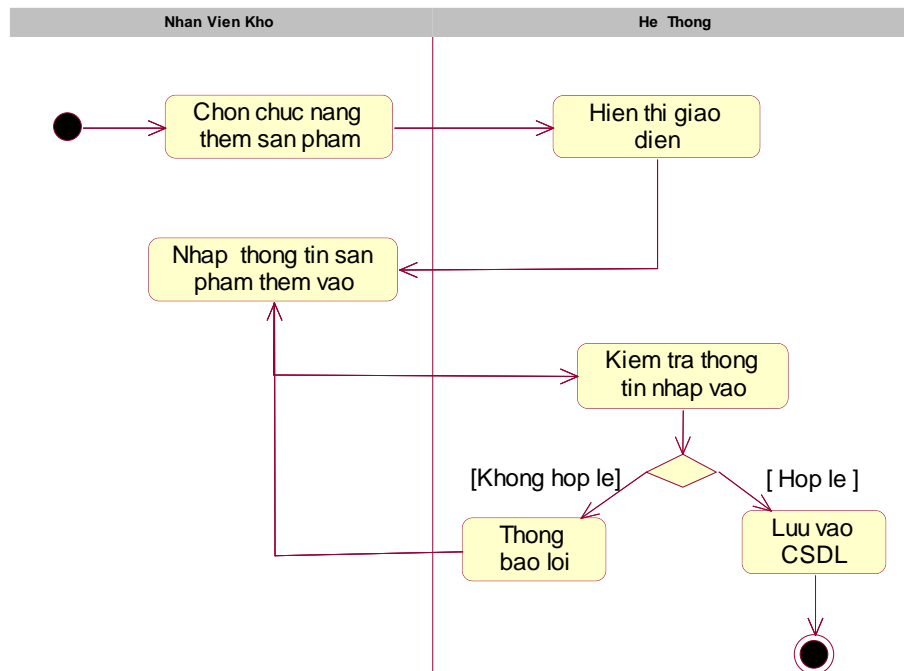 Nhan Vien Kho
He Thong
Chon chuc nang
them san pham
Hien thi giao
dien
Nhap thong tin san
pham them vao
Kiem tra thong
tin nhap vao
[Khong hop le]
[ Hop le ]
Thong
bao loi
Luu vao
CSDL